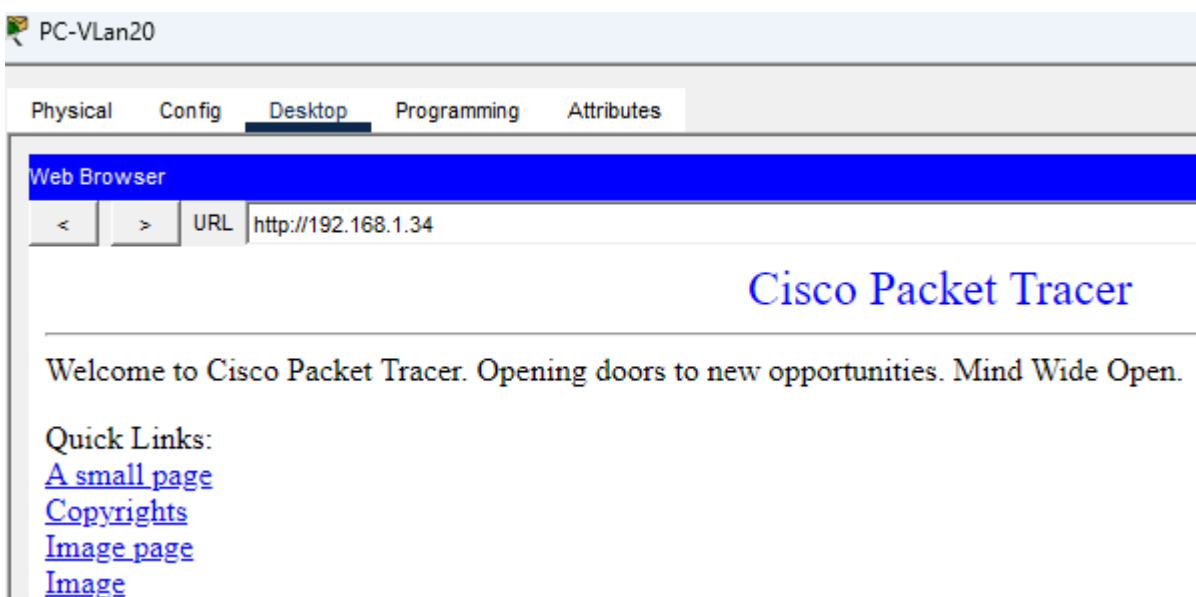 PC-VLan20
Physical Config Desktop Programming Attributes
Web Browser
< > URL http://192.168.1.34
Cisco Packet Tracer
Welcome to Cisco Packet Tracer. Opening doors to new opportunities. Mind Wide Open.
Quick Links:
A small page
Copyrights
Image page
Image